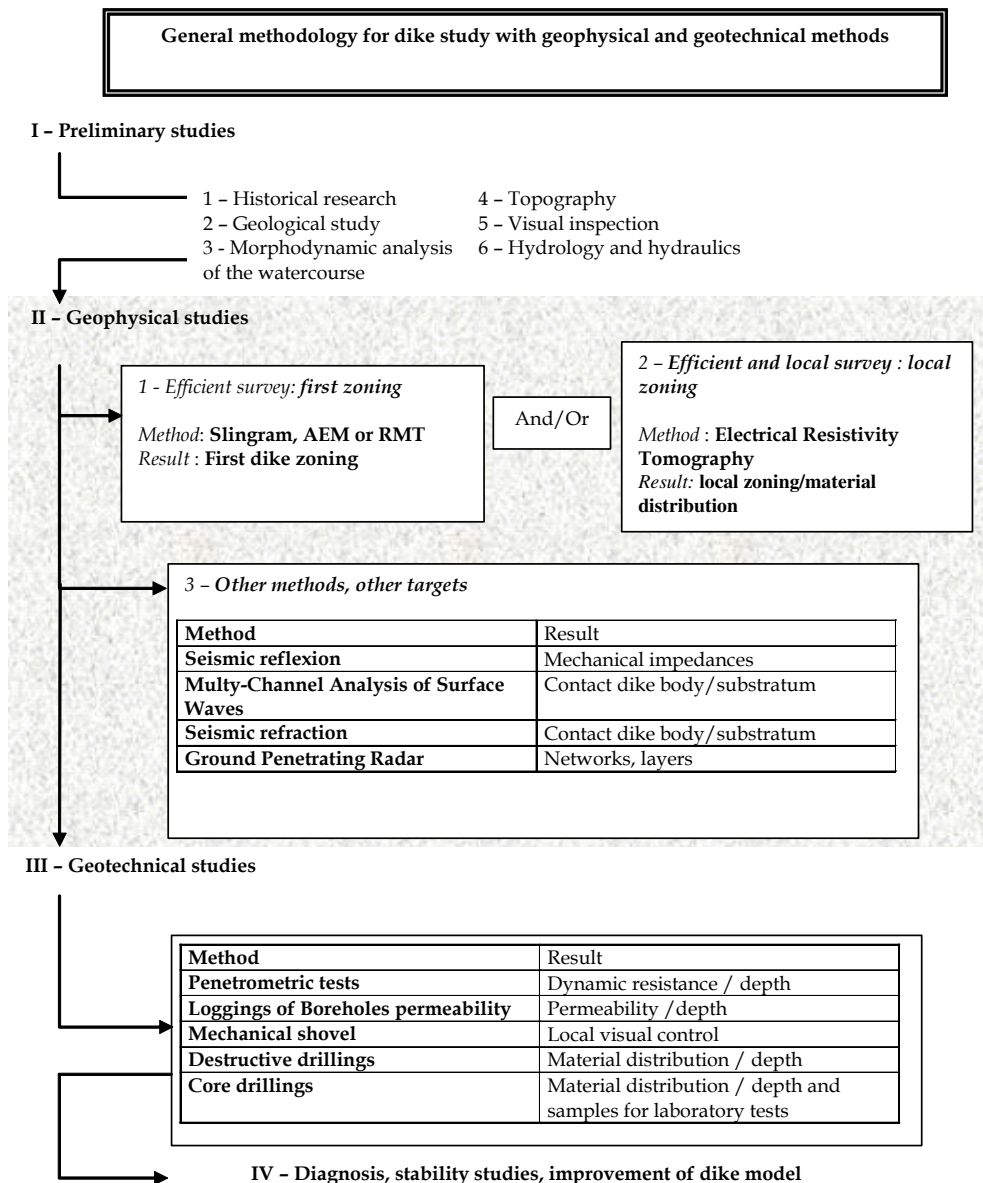 General methodology for dike study with geophysical and geotechnical methods
I – Preliminary studies
1 – Historical research
2 – Geological study
3 - Morphodynamic analysis
of the watercourse
4 – Topography
5 – Visual inspection
6 – Hydrology and hydraulics
II – Geophysical studies
1 - Efficient survey: first zoning
Method: Slingram, AEM or RMT
Result : First dike zoning
And/Or
2 – Efficient and local survey : local
zoning
Method : Electrical Resistivity
Tomography
Result: local zoning/material
distribution
3 – Other methods, other targets
Method Result
Seismic reflexion Mechanical impedances
Multy-Channel Analysis of Surface Contact dike body/substratum
Waves
Seismic refraction Contact dike body/substratum
Ground Penetrating Radar Networks, layers
III – Geotechnical studies
Method Result
Penetrometric tests Dynamic resistance / depth
Loggings of Boreholes permeability Permeability /depth
Mechanical shovel Local visual control
Destructive drillings Material distribution / depth
Core drillings Material distribution / depth and
samples for laboratory tests
IV – Diagnosis, stability studies, improvement of dike model